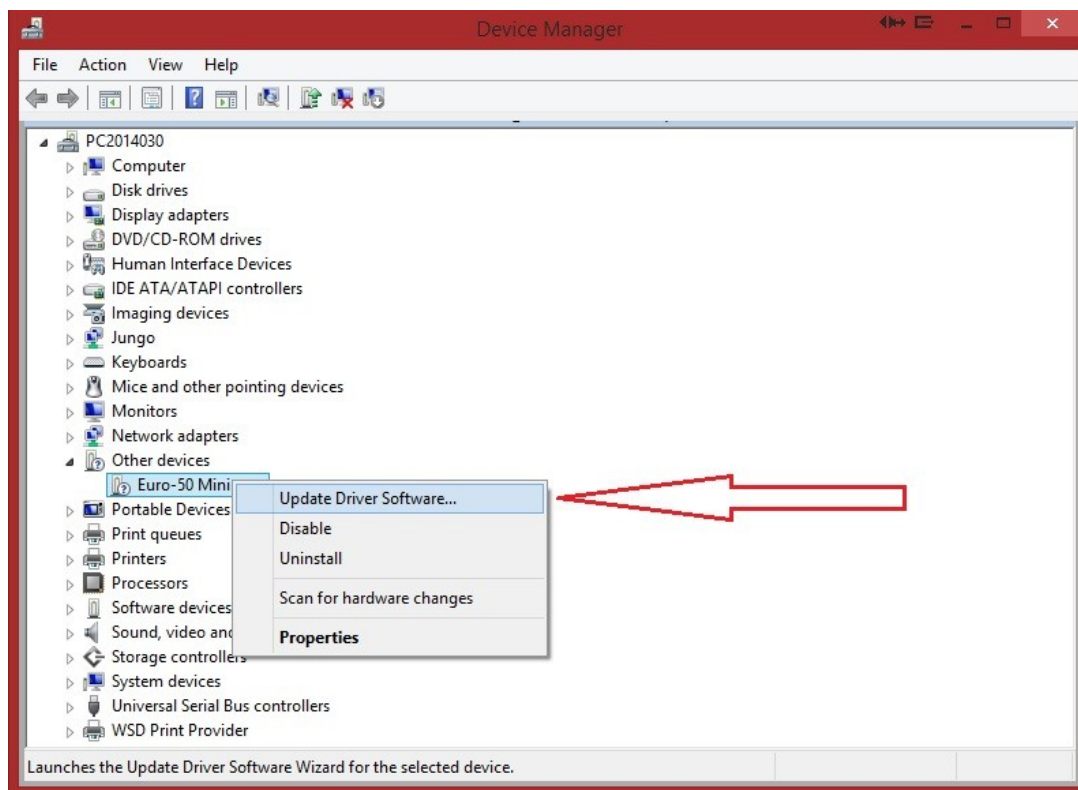 Device Manager
File Action View Help
PC2014030
Computer
Disk drives
Display adapters
DVD/CD-ROM drives
Human Interface Devices
IDE ATA/ATAPI controllers
Imaging devices
Jungo
Keyboards
Mice and other pointing devices
Monitors
Network adapters
Other devices
Euro-50 Mini
Portable Devices
Print queues
Printers
Processors
Software devices
Sound, video and
Storage controllers
System devices
Universal Serial Bus controllers
WSD Print Provider
Update Driver Software...
Disable
Uninstall
Scan for hardware changes
Properties
Launches the Update Driver Software Wizard for the selected device.